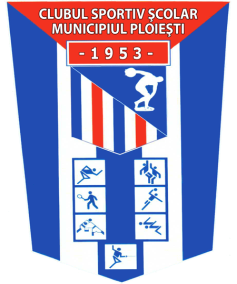 CLUBUL SPORTIV ŞCOLAR
MUNICIPIUL PLOIEŞTI
- 1 9 5 3 -